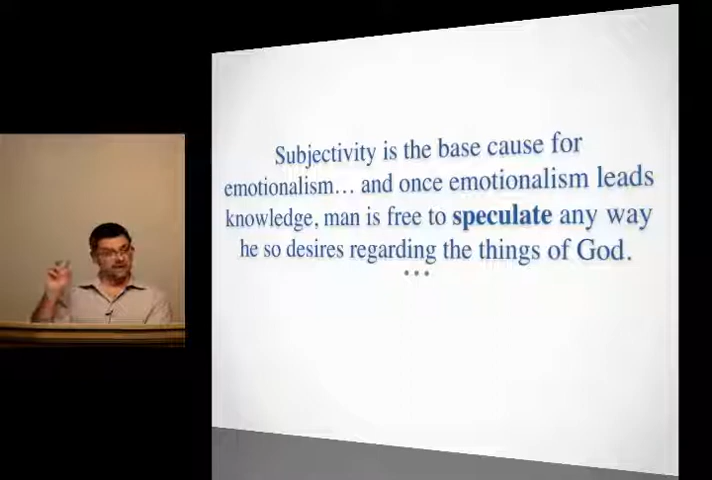 Subjectivity is the base cause for
emotionalism… and once emotionalism leads
knowledge, man is free to speculate any way
he so desires regarding the things of God.
•••